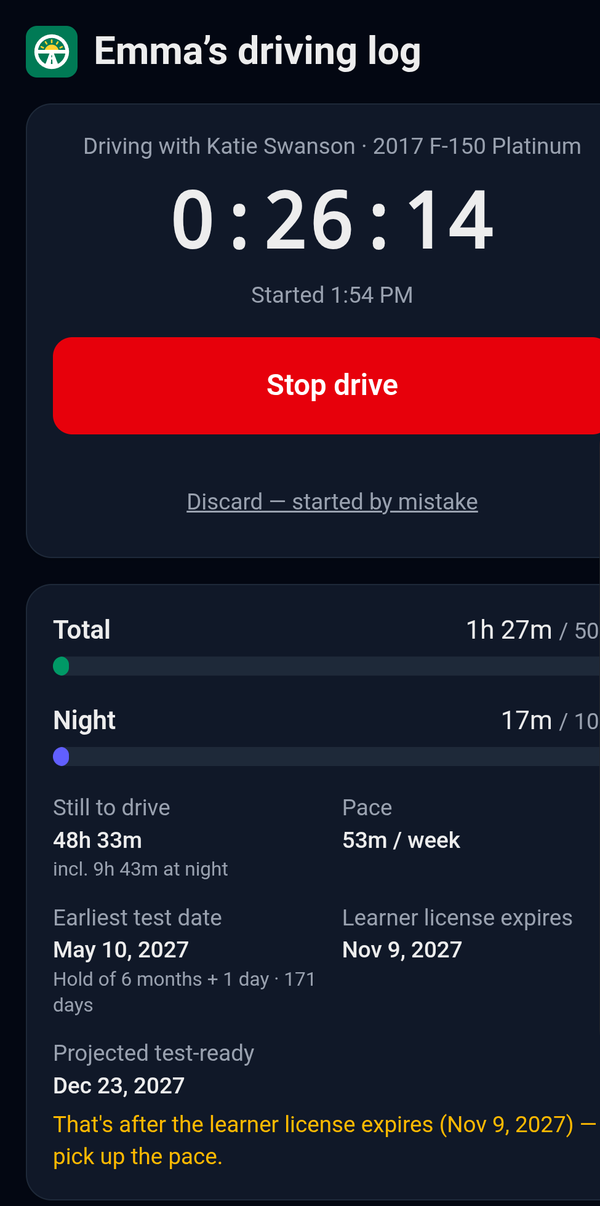 Emma’s driving log
Driving with Katie Swanson · 2017 F-150 Platinum
0:26:14
Started 1:54 PM
Stop drive
Discard — started by mistake
Total 1h 27m / 50
Night 17m / 10
Still to drive Pace
48h 33m 53m / week
incl. 9h 43m at night
Earliest test date Learner license expires
May 10, 2027 Nov 9, 2027
Hold of 6 months + 1 day · 171
days
Projected test-ready
Dec 23, 2027
That's after the learner license expires (Nov 9, 2027) —
pick up the pace.